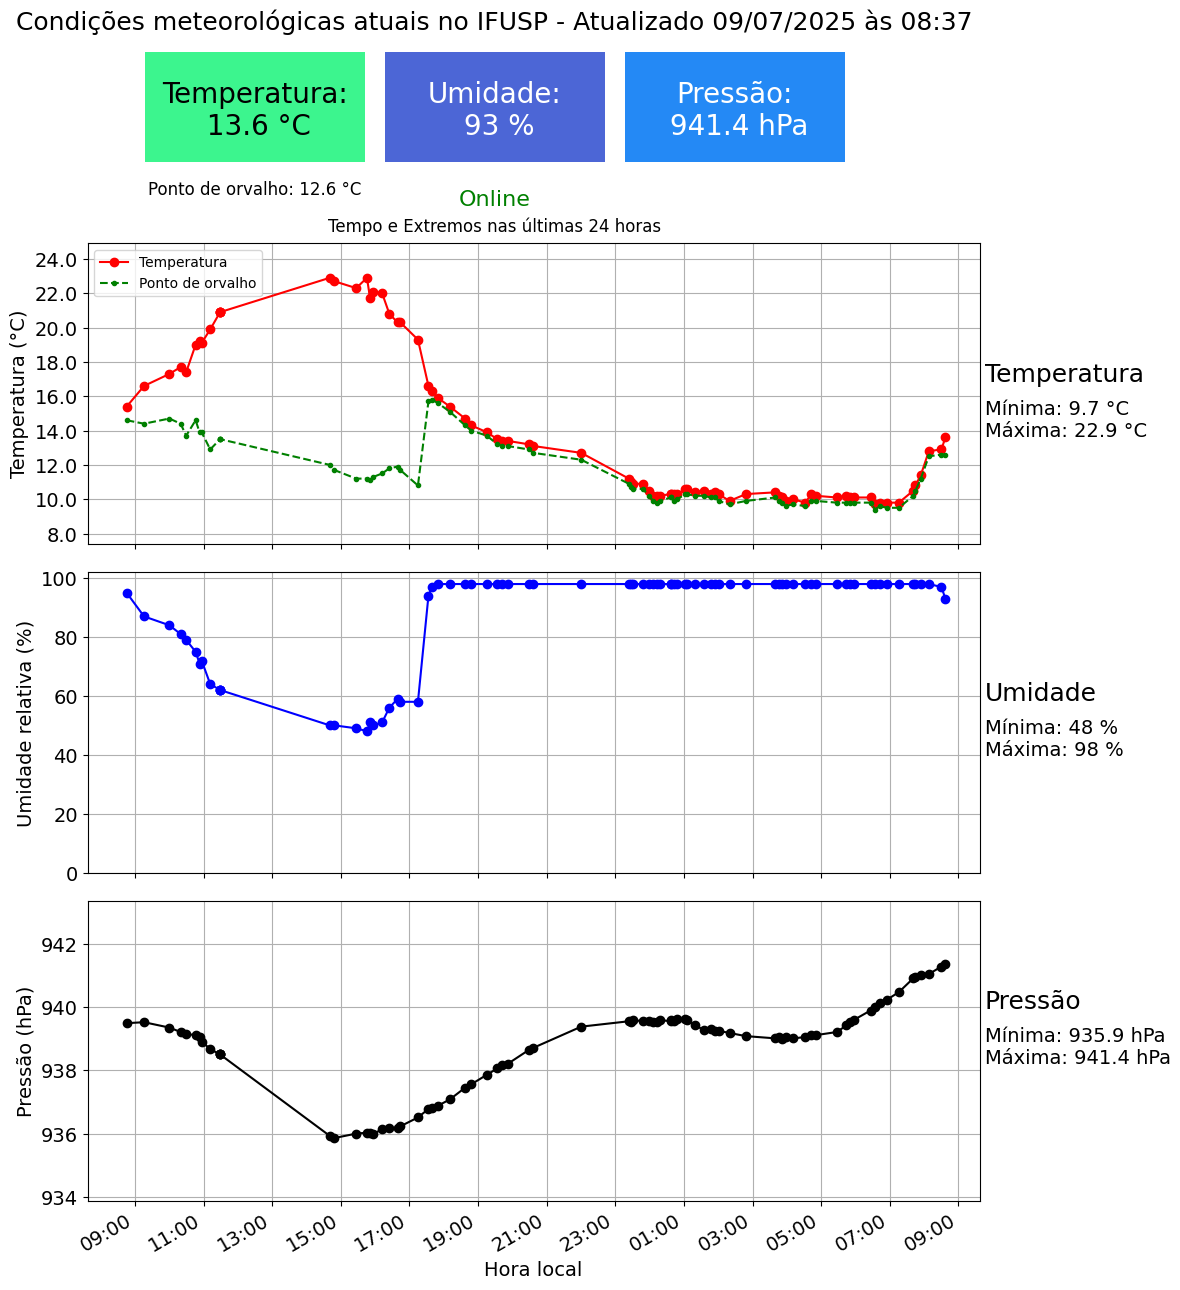 Condições meteorológicas atuais no IFUSP - Atualizado 09/07/2025 às 08:37
Temperatura:
13.6 °C
Umidade:
93 %
Pressão:
941.4 hPa
Ponto de orvalho: 12.6 °C
Online
Tempo e Extremos nas últimas 24 horas
Temperatura
Ponto de orvalho
Temperatura (°C)
24.0
22.0
20.0
18.0
16.0
14.0
12.0
10.0
8.0
Temperatura
Mínima: 9.7 °C
Máxima: 22.9 °C
Umidade relativa (%)
100
80
60
40
20
0
Umidade
Mínima: 48 %
Máxima: 98 %
Pressão (hPa)
942
940
938
936
934
Pressão
Mínima: 935.9 hPa
Máxima: 941.4 hPa
09:00
11:00
13:00
15:00
17:00
19:00
21:00
23:00
01:00
03:00
05:00
07:00
09:00
Hora local